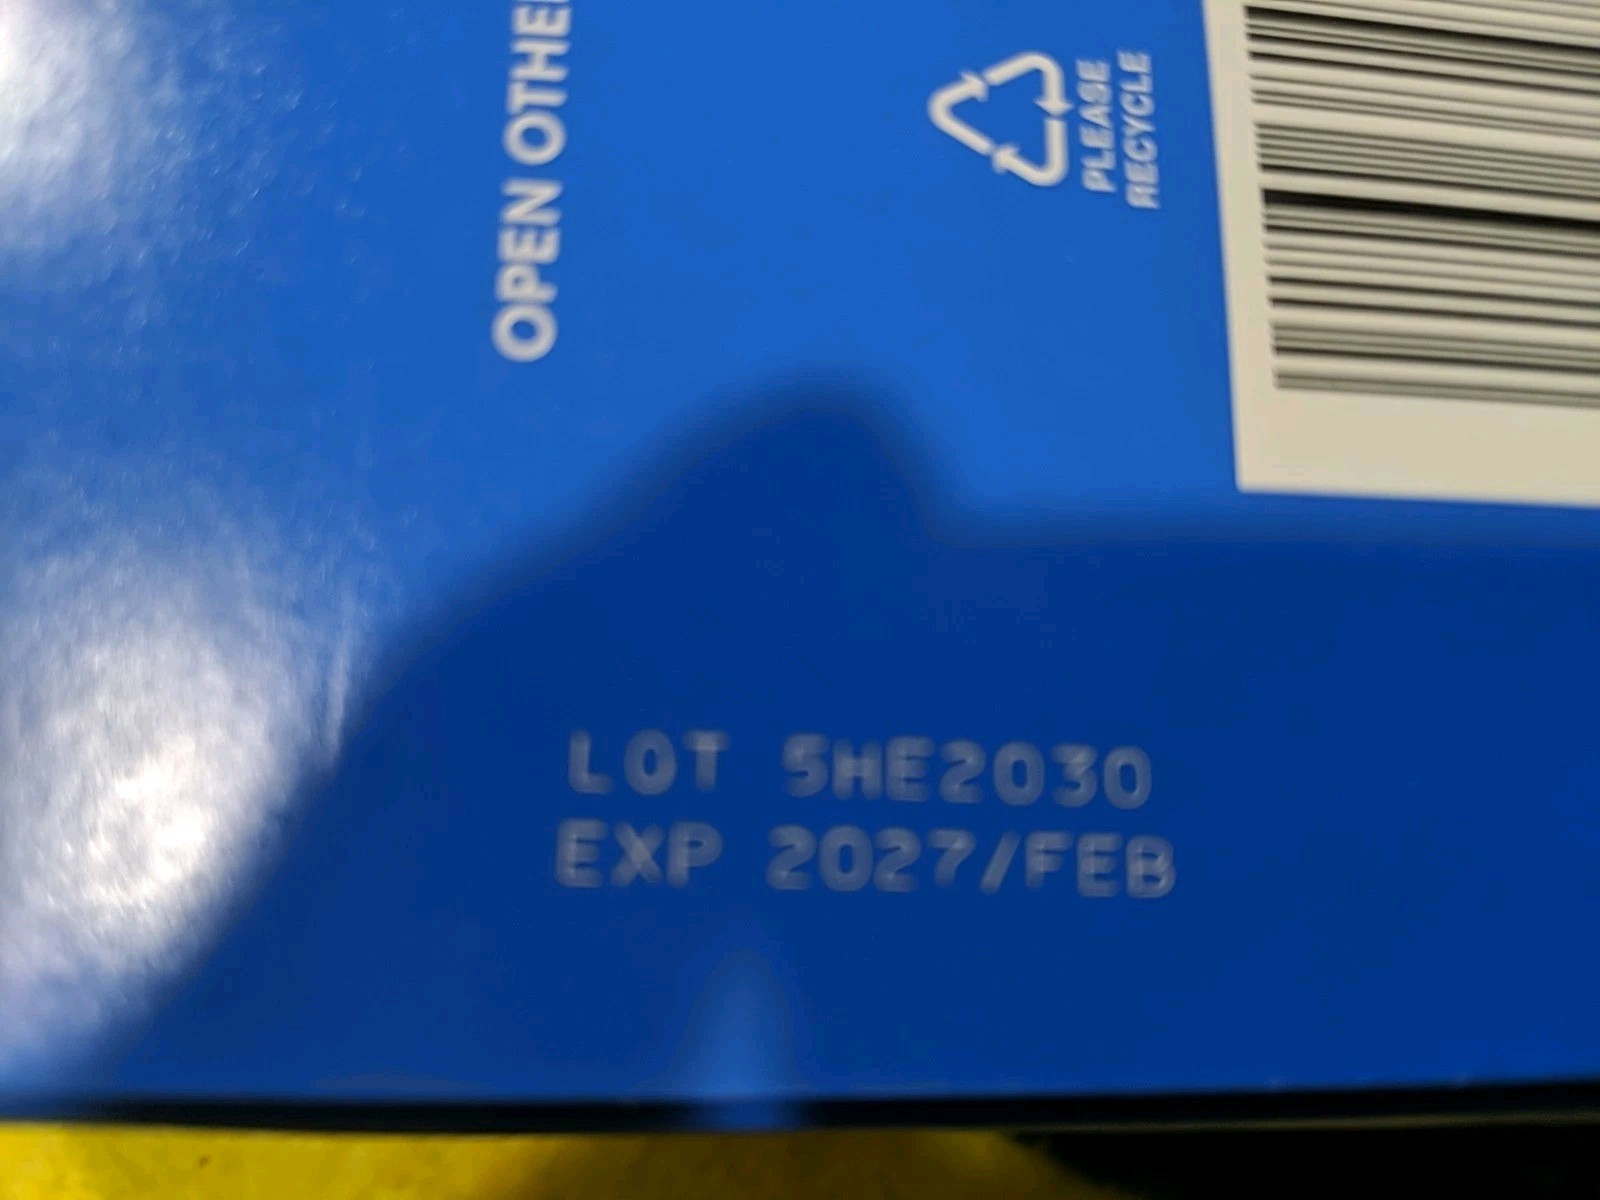 OPEN OTHE
PLEASE
RECYCLE
LOT 5HE2030
EXP 2027/FEB